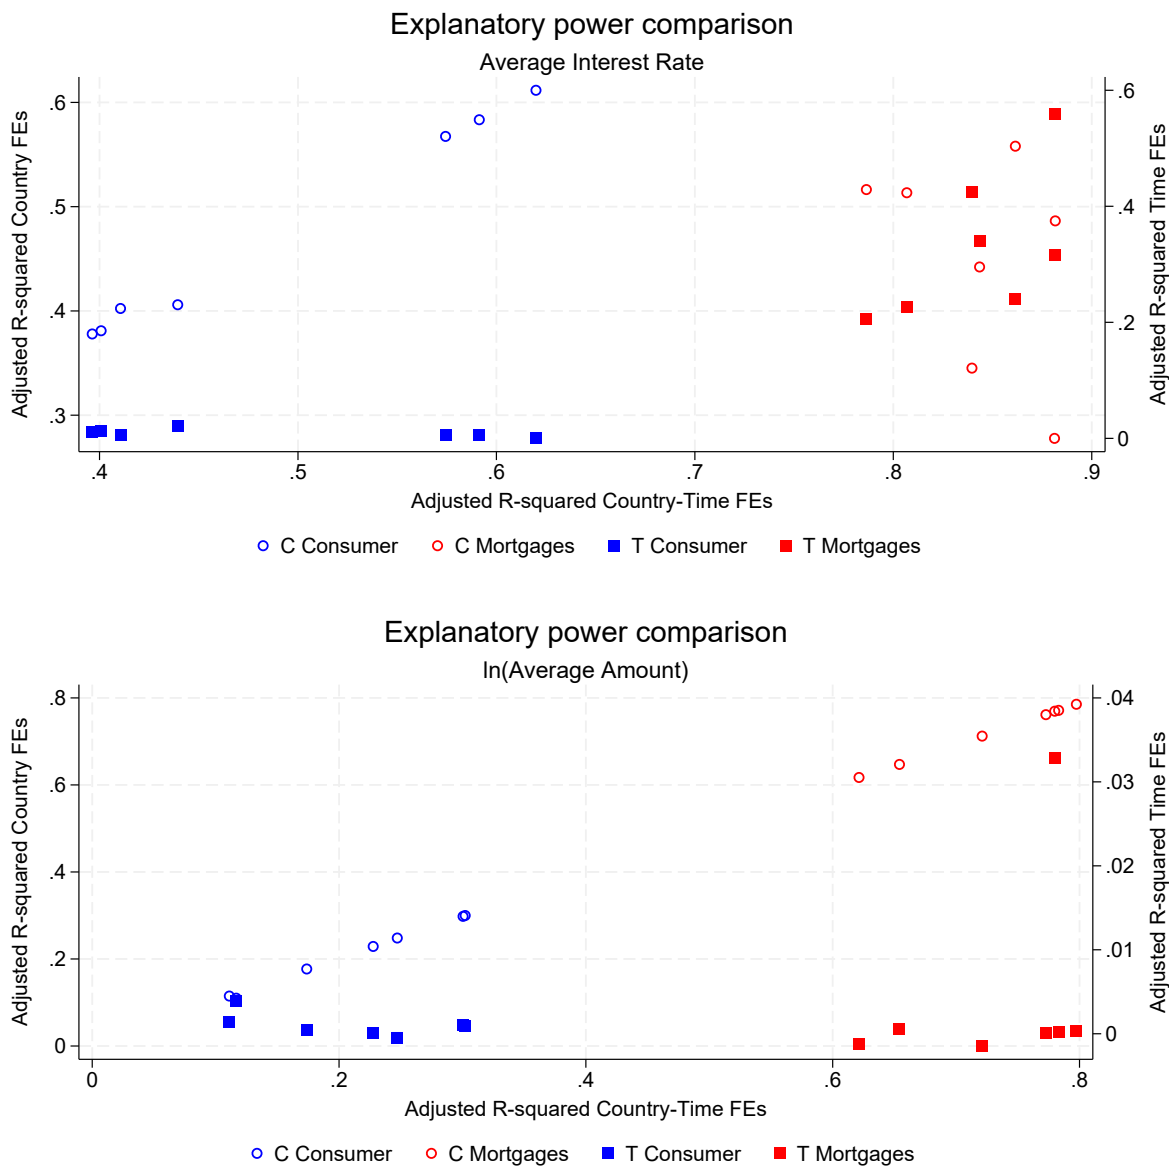 Explanatory power comparison
Average Interest Rate
Adjusted R-squared Country FEs
.6
.5
.4
.3
.6
.4
.2
0
Adjusted R-squared Time FEs
.4 .5 .6 .7 .8 .9
Adjusted R-squared Country-Time FEs
C Consumer C Mortgages T Consumer T Mortgages
Explanatory power comparison
ln(Average Amount)
Adjusted R-squared Country FEs
.8
.6
.4
.2
0
.04
.03
.02
.01
0
Adjusted R-squared Time FEs
0 .2 .4 .6 .8
Adjusted R-squared Country-Time FEs
C Consumer C Mortgages T Consumer T Mortgages